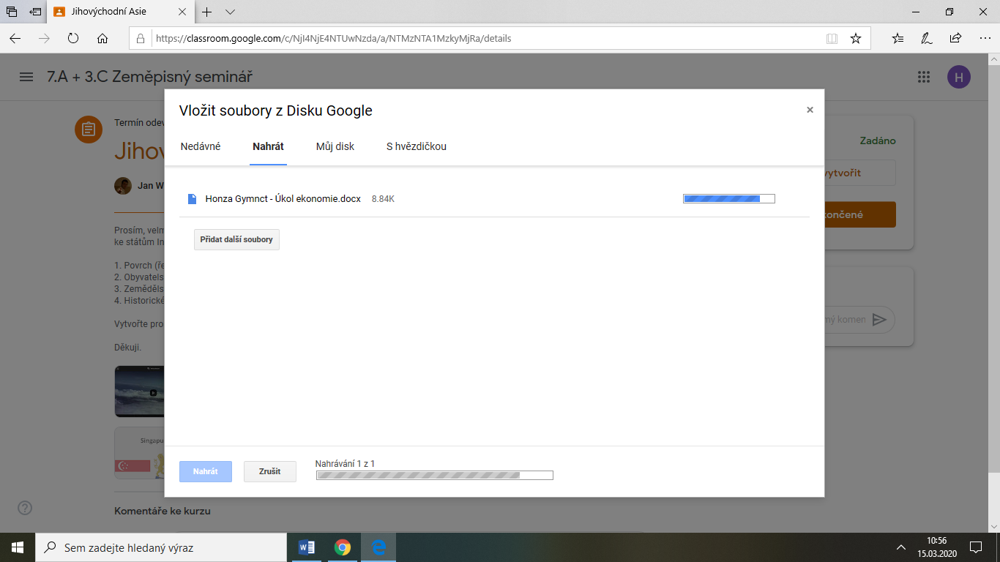 Jihovýchodní Asie
https://classroom.google.com/c/NjI4NjE4NTUwNzda/a/NTMzNTA1MzkyMjRa/details
7.A + 3.C Zeměpisný seminář
H
Vložit soubory z Disku Google
Termín odev
Zadáno
Nedávné
Nahrát
Můj disk
S hvězdičkou
Jihov
vytvořit
Jan W
Honza Gymnct - Úkol ekonomie.docx 8.84K
končené
Prosím, velm
ke státům In
Přidat další soubory
1. Povrch (ře
2. Obyvatels
3. Zeměděls
4. Historické
Vytvořte pro
ný komen
Děkuji.
Singapu
Nahrávání 1 z 1
Nahrát
Zrušit
Komentáře ke kurzu
Sem zadejte hledaný výraz
10:56
15.03.2020